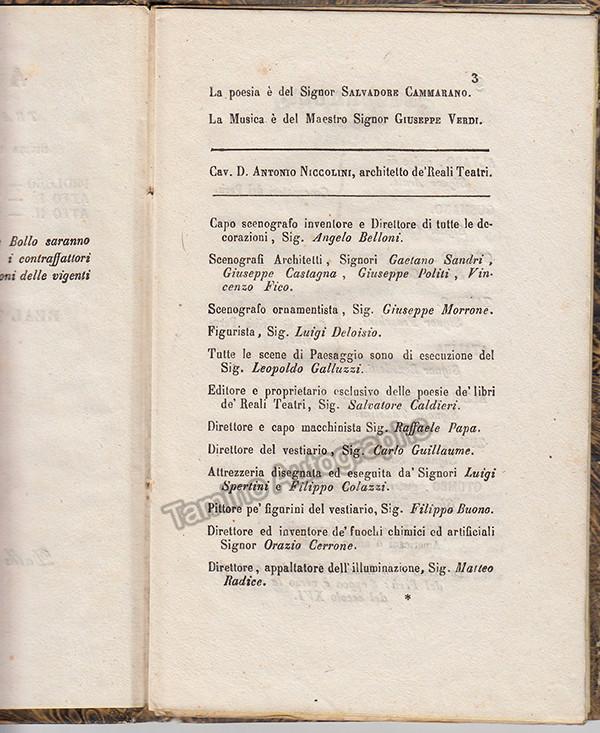 3
La poesia è del Signor SALVADORE CAMMARANO.
La Musica è del Maestro Signor GIUSEPPE VERDI.
CAV. D. ANTONIO NICCOLINI, architetto de'Reali Teatri.
Capo scenografo inventore e Direttore di tutte le de-
corazioni, Sig. Angelo Belloni.
Scenografi Architetti, Signori Gaetano Sandri,
Giuseppe Castagna, Giuseppe Politi, Vin-
cenzo Fico.
Scenografo ornamentista, Sig. Giuseppe Morrone.
Figurista, Sig. Luigi Deloisio.
Tutte le scene di Paesaggio sono di esecuzione del
Sig. Leopoldo Galluzzi.
Editore e proprietario esclusivo delle poesie de' libri
de' Reali Teatri, Sig. Salvatore Caldieri.
Direttore e capo macchinista Sig. Raffaele Papa.
Direttore del vestiario, Sig. Carlo Guillaume.
Attrezzeria disegnata ed eseguita da' Signori Luigi
Spertini e Filippo Colazzi.
Pittore pe' figurini del vestiario, Sig. Filippo Buono.
Direttore ed inventore de' fuochi chimici ed artificiali
Signor Orazio Cerrone.
Direttore, appaltatore dell'illuminazione, Sig. Matteo
Radice.
*
Bollo saranno
i contraffattori
oni delle vigenti
Tamino Autographs